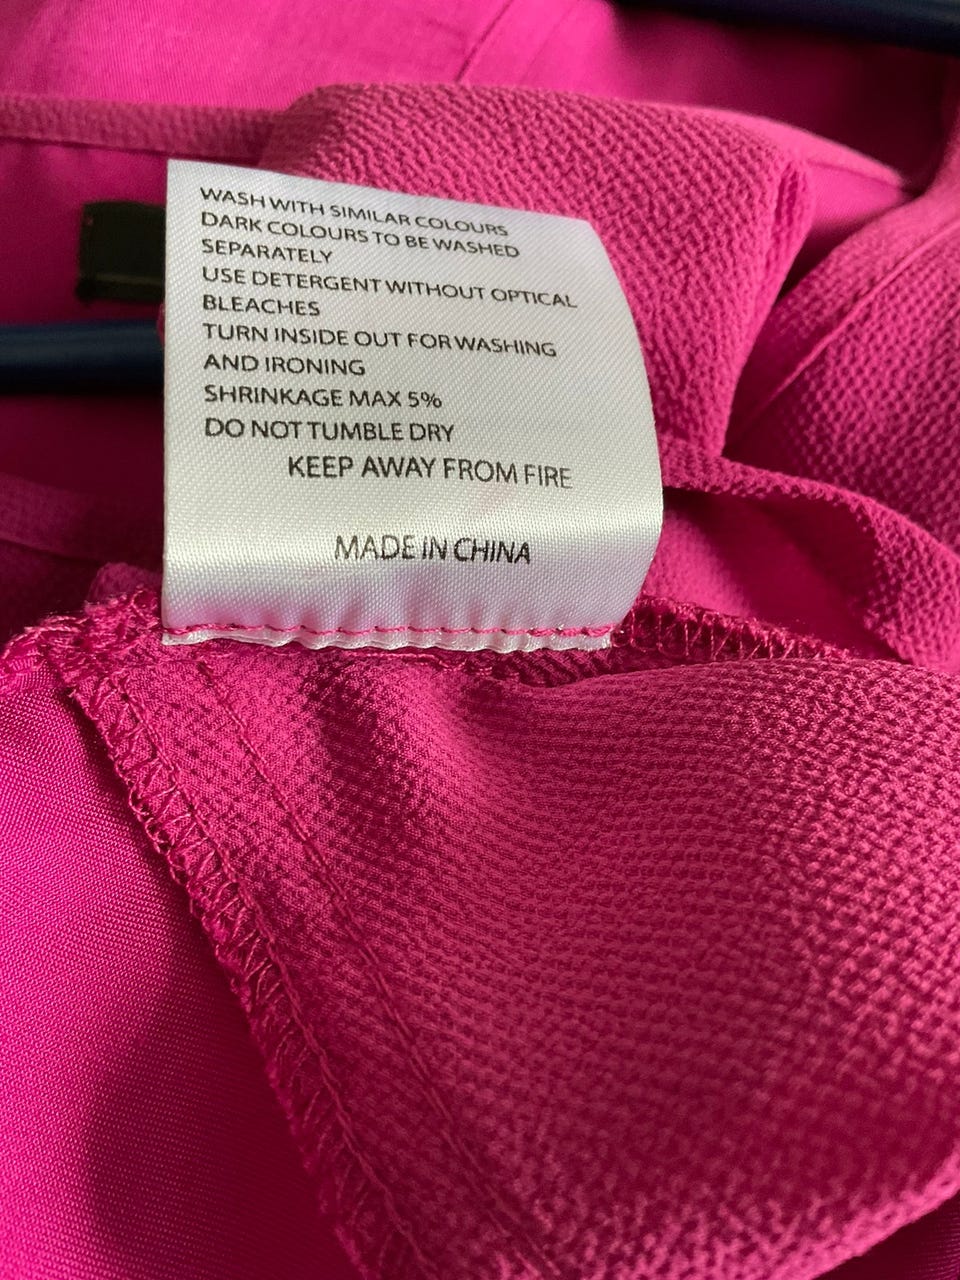 WASH WITH SIMILAR COLOURS
DARK COLOURS TO BE WASHED
SEPARATELY
USE DETERGENT WITHOUT OPTICAL
BLEACHES
TURN INSIDE OUT FOR WASHING
AND IRONING
SHRINKAGE MAX 5%
DO NOT TUMBLE DRY
KEEP AWAY FROM FIRE
MADE IN CHINA